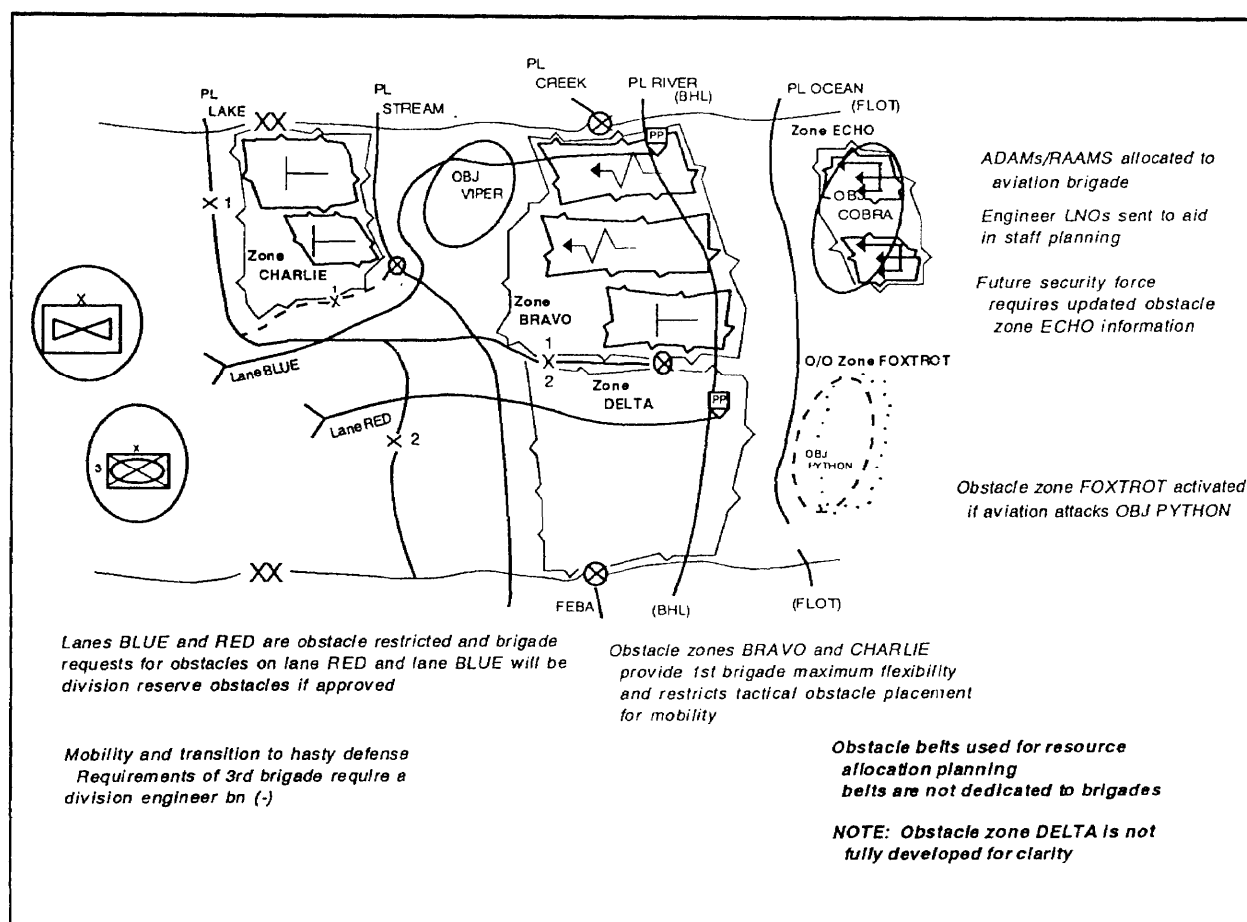 PL
LAKE
XX
PL
STREAM
PL
CREEK
PL RIVER
(BHL)
PL OCEAN
(FLOT)
PP
Zone ECHO
OBJ
VIPER
OBJ
COBRA
X 1
Zone
CHARLIE
1
X
Zone
BRAVO
1
X
2
Zone
DELTA
PP
O/O Zone FOXTROT
OBJ
PYTHON
X
Lane BLUE
Lane RED
X 2
X
3
XX
FEBA
(BHL)
(FLOT)
ADAMs/RAAMS allocated to
aviation brigade
Engineer LNOs sent to aid
in staff planning
Future security force
requires updated obstacle
zone ECHO information
Obstacle zone FOXTROT activated
if aviation attacks OBJ PYTHON
Lanes BLUE and RED are obstacle restricted and brigade
requests for obstacles on lane RED and lane BLUE will be
division reserve obstacles if approved
Obstacle zones BRAVO and CHARLIE
provide 1st brigade maximum flexibility
and restricts tactical obstacle placement
for mobility
Mobility and transition to hasty defense
Requirements of 3rd brigade require a
division engineer bn (-)
Obstacle belts used for resource
allocation planning
belts are not dedicated to brigades
NOTE: Obstacle zone DELTA is not
fully developed for clarity